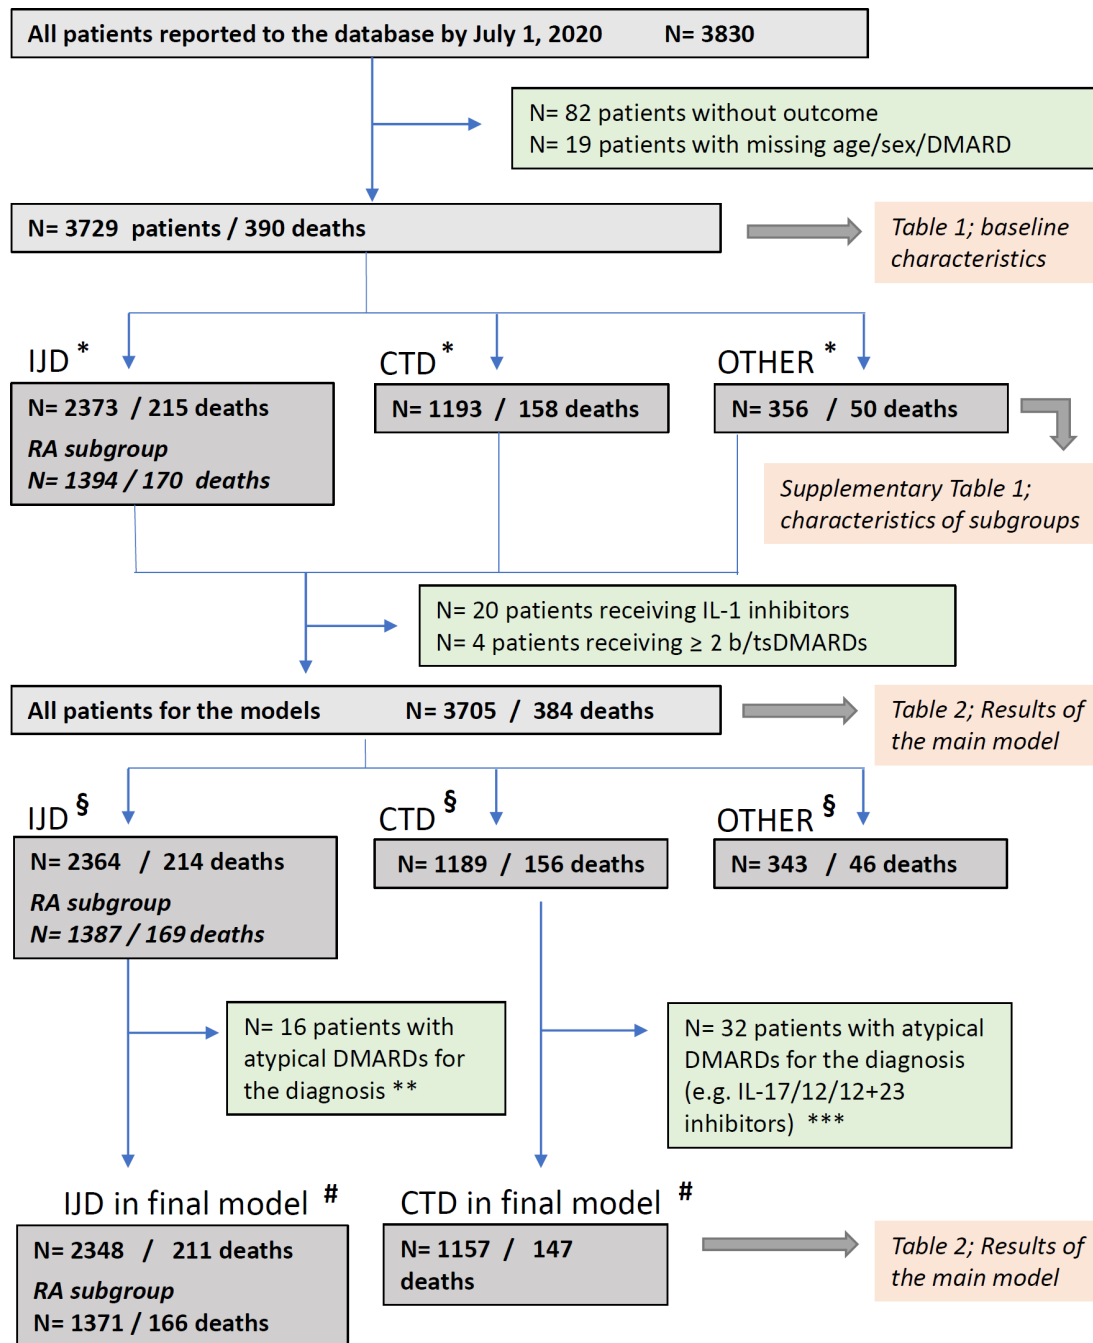 All patients reported to the database by July 1, 2020 N= 3830
N= 82 patients without outcome
N= 19 patients with missing age/sex/DMARD
N= 3729 patients / 390 deaths
Table 1; baseline
characteristics
IJD *
CTD *
OTHER *
N= 2373 / 215 deaths
RA subgroup
N= 1394 / 170 deaths
N= 1193 / 158 deaths
N= 356 / 50 deaths
Supplementary Table 1;
characteristics of subgroups
N= 20 patients receiving IL-1 inhibitors
N= 4 patients receiving ≥ 2 b/tsDMARDs
All patients for the models N= 3705 / 384 deaths
Table 2; Results of
the main model
IJD §
CTD §
OTHER §
N= 2364 / 214 deaths
RA subgroup
N= 1387 / 169 deaths
N= 1189 / 156 deaths
N= 343 / 46 deaths
N= 16 patients with
atypical DMARDs for
the diagnosis **
N= 32 patients with atypical
DMARDs for the diagnosis
(e.g. IL-17/12/12+23
inhibitors) ***
IJD in final model #
CTD in final model #
N= 2348 / 211 deaths
RA subgroup
N= 1371 / 166 deaths
N= 1157 / 147
deaths
Table 2; Results of
the main model